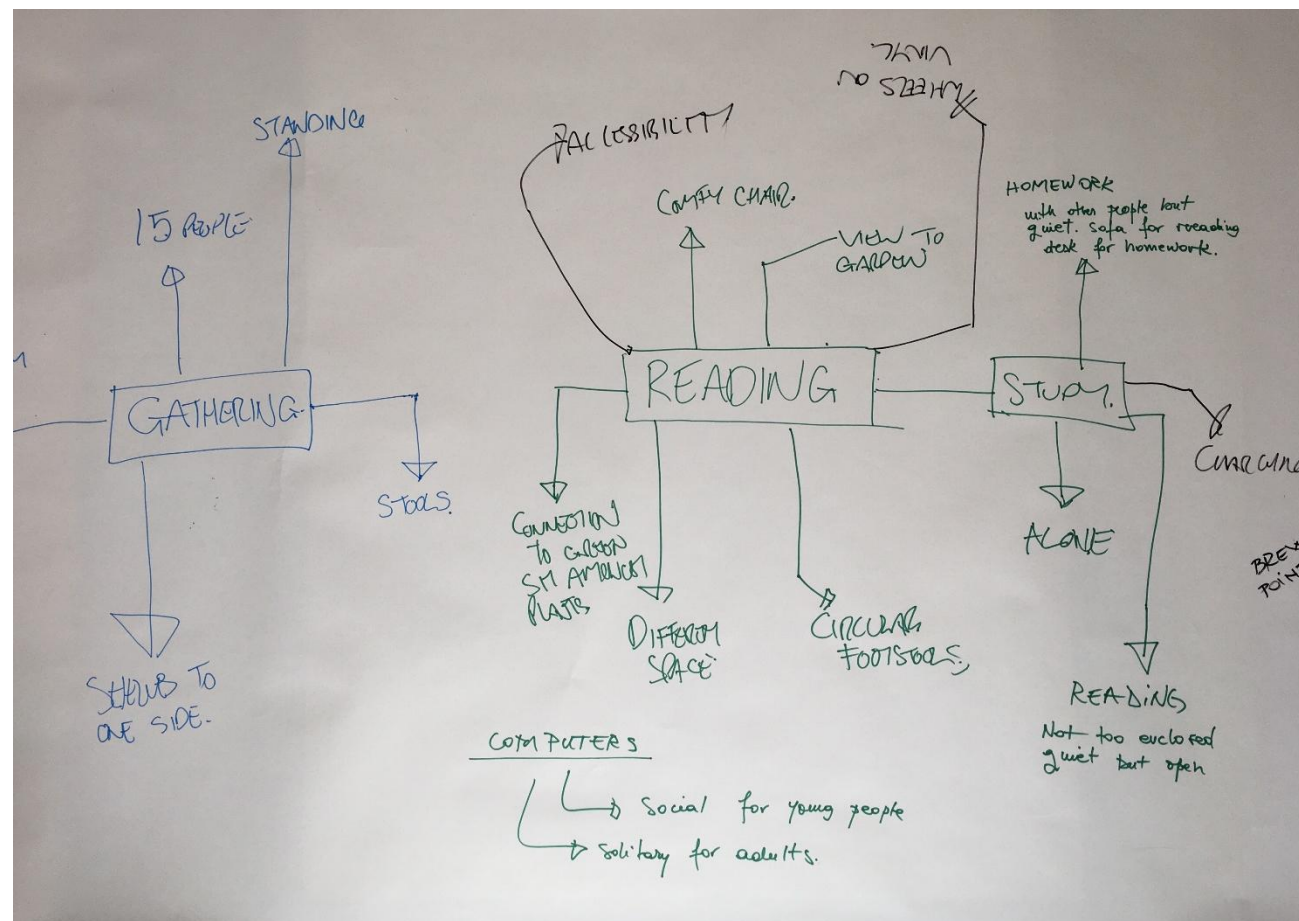 STANDING
15 PEOPLE
GATHERING
STOOLS.
TO
ONE SIDE.
ACCESSIBILITY
WHEELS ON
COMFY CHAIR.
VIEW TO
GARDEN
READING
CONNECTION
TO
PLANTS
DIFFERENT
SPACE
CIRCULAR
FOOTSTOOLS,
HOMEWORK
with other people but
quiet. sofa for reading
desk for homework.
STUDY.
ALONE
READING
Not too enclosed
quiet but open
COMPUTERS
Social for young people
Solitary for adults.